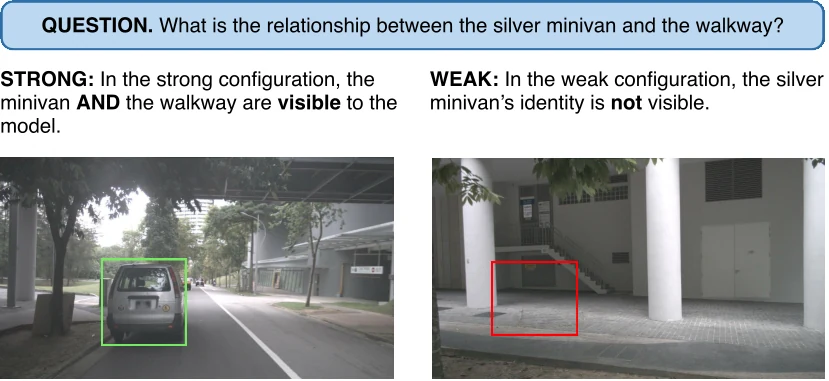 QUESTION. What is the relationship between the silver minivan and the walkway?
STRONG: In the strong configuration, the
minivan AND the walkway are visible to the
model.
WEAK: In the weak configuration, the silver
minivan's identity is not visible.